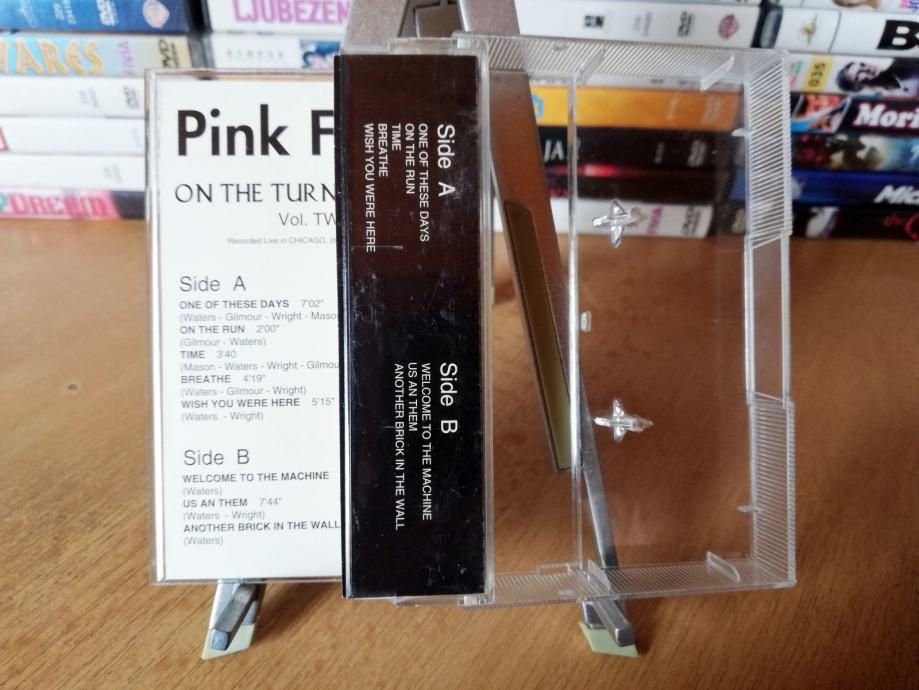 LJUBEZEN
VARES
DVD
035
Pink F
ON THE TURN
Vol. TW
Recorded Live in CHICAGO, 28
Side A
ONE OF THESE DAYS 7'02"
(Waters - Gilmour - Wright - Maso
ON THE RUN 2'00"
(Gilmour - Waters)
TIME 3'40
(Mason - Waters - Wright - Gilmou
BREATHE 4'19"
(Waters - Gilmour - Wright)
WISH YOU WERE HERE 5'15"
(Waters - Wright)
Side B
WELCOME TO THE MACHINE
(Waters)
US AN THEM 7'44"
(Waters - Wright)
ANOTHER BRICK IN THE WALL
(Waters)
Side A
ONE OF THESE DAYS
ON THE RUN
TIME
BREATHE
WISH YOU WERE HERE
Side B
WELCOME TO THE MACHINE
US AN THEM
ANOTHER BRICK IN THE WALL